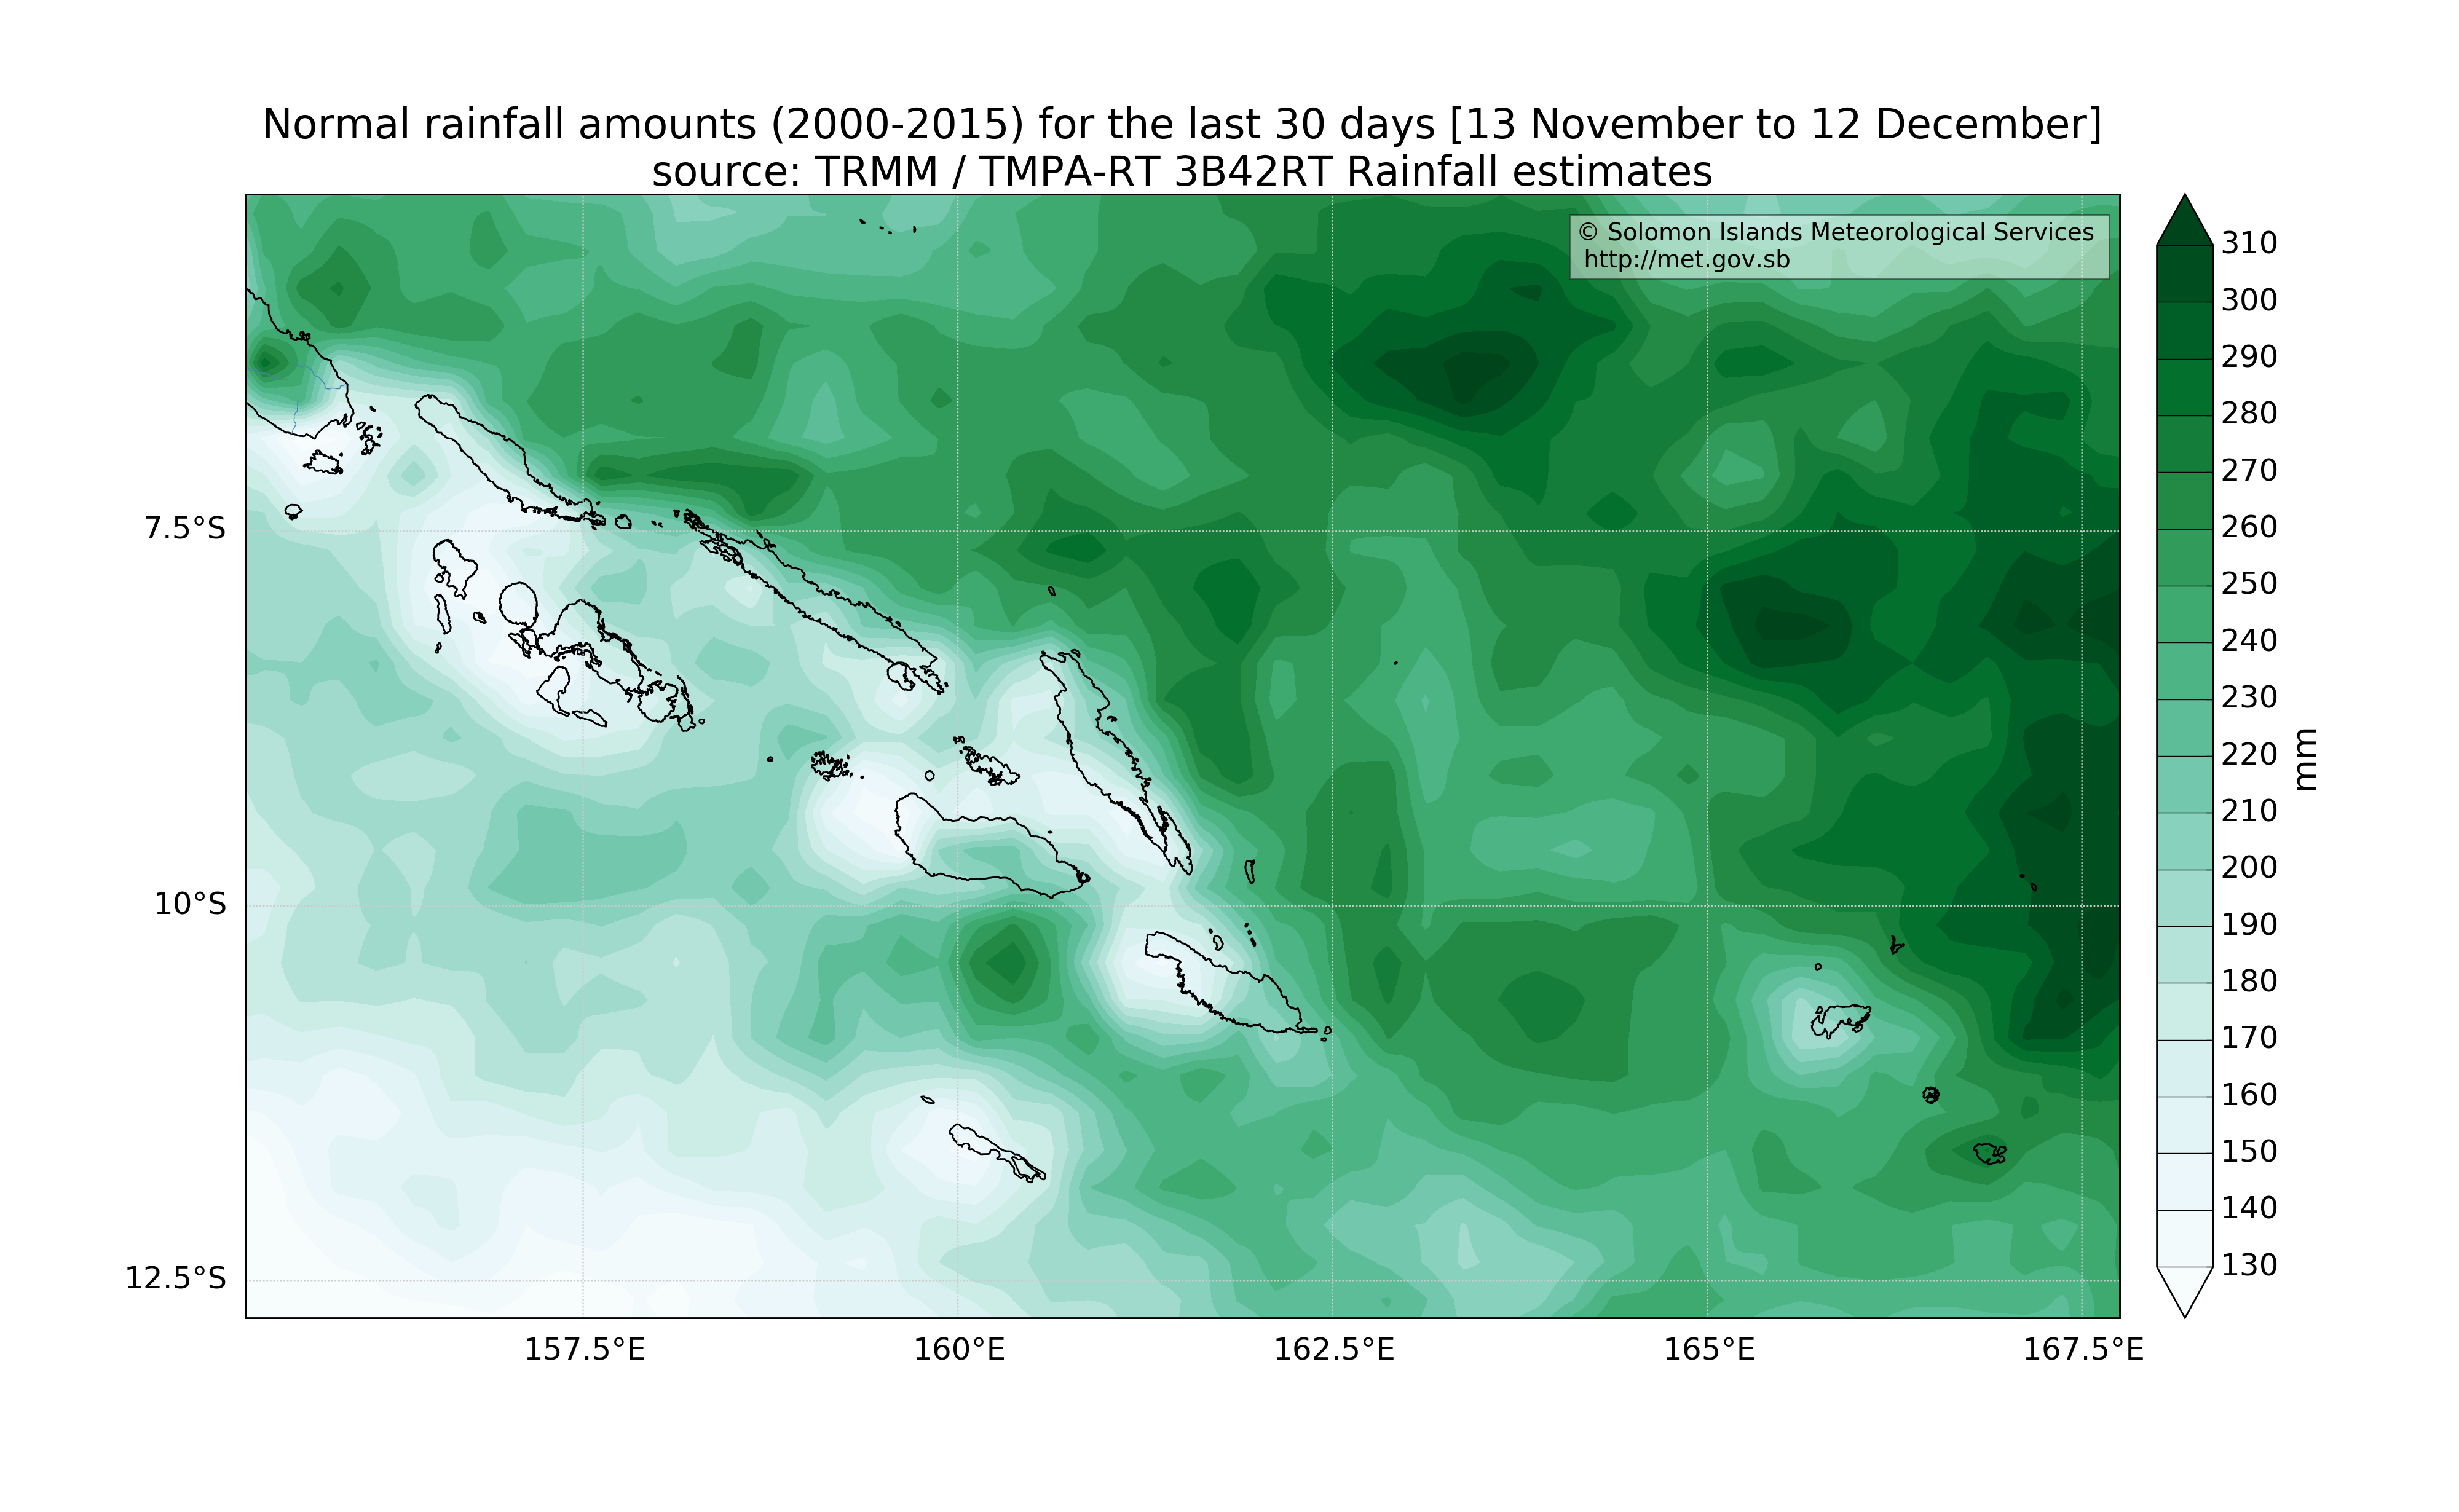 Normal rainfall amounts (2000-2015) for the last 30 days [13 November to 12 December]
source: TRMM / TMPA-RT 3B42RT Rainfall estimates
© Solomon Islands Meteorological Services
http://met.gov.sb
7.5°S
10°S
12.5°S
157.5°E
160°E
162.5°E
165°E
167.5°E
310
300
290
280
270
260
250
240
230
220
210
200
190
180
170
160
150
140
130
mm